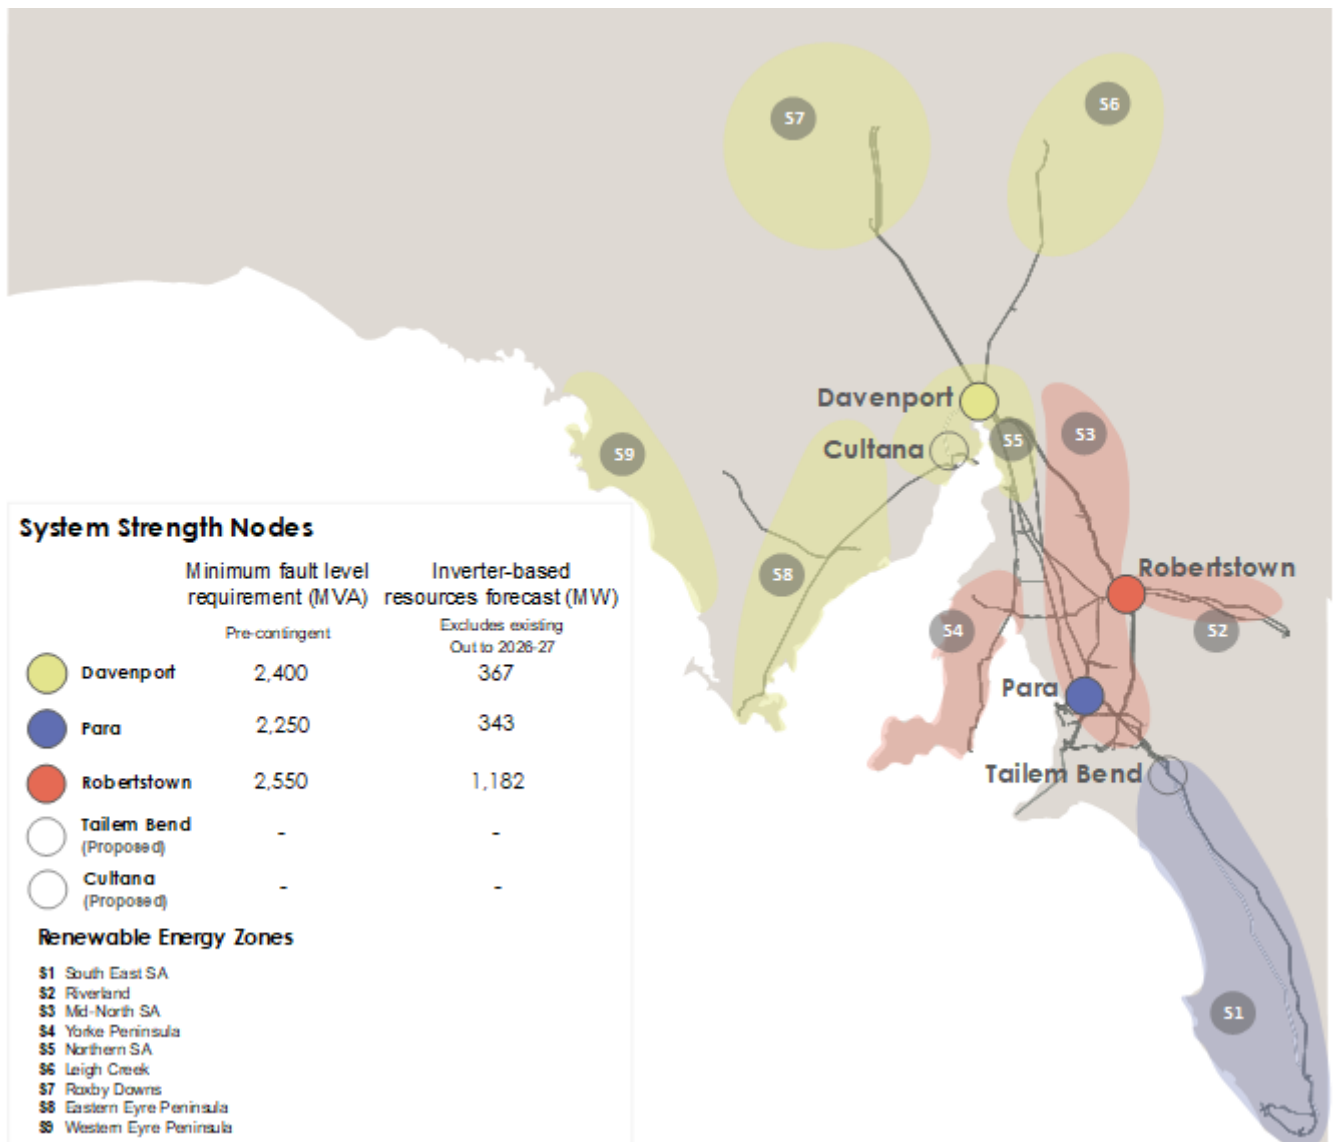 S7
S6
Davenport
Cultana
S5
S3
S9
Robertstown
S8
S4
S2
Para
Tailem Bend
S1
System Strength Nodes
Minimum fault level requirement (MVA)
Inverter-based resources forecast (MW)
Pre-contingent
Excludes existing
Out to 2026-27
Davenport 2,400 367
Para 2,250 343
Robertstown 2,550 1,182
Tailem Bend
(Proposed) - -
Cultana
(Proposed) - -
Renewable Energy Zones
S1 South East SA
S2 Riverland
S3 Mid-North SA
S4 Yorke Peninsula
S5 Northern SA
S6 Leigh Creek
S7 Roxby Downs
S8 Eastern Eyre Peninsula
S9 Western Eyre Peninsula